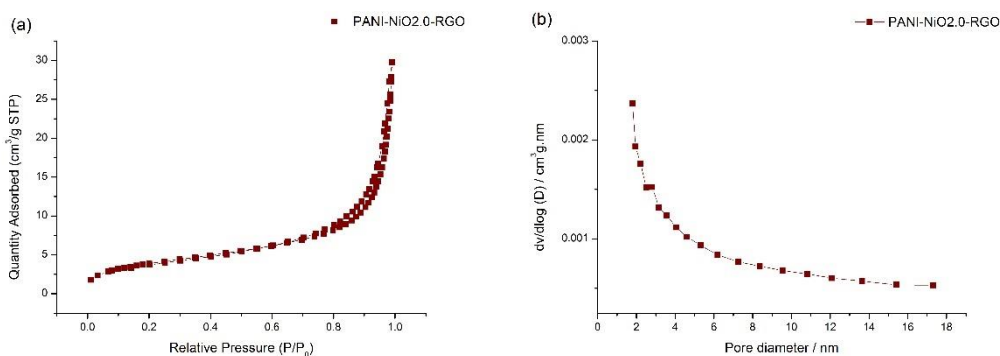 (a)
PANI-NiO2.0-RGO
Quantity Adsorbed (cm³/g STP)
30
25
20
15
10
5
0
0.0 0.2 0.4 0.6 0.8 1.0
Relative Pressure (P/P₀)
(b)
PANI-NiO2.0-RGO
dv/dlog (D) / cm³g.nm
0.003
0.002
0.001
0 2 4 6 8 10 12 14 16 18
Pore diameter / nm